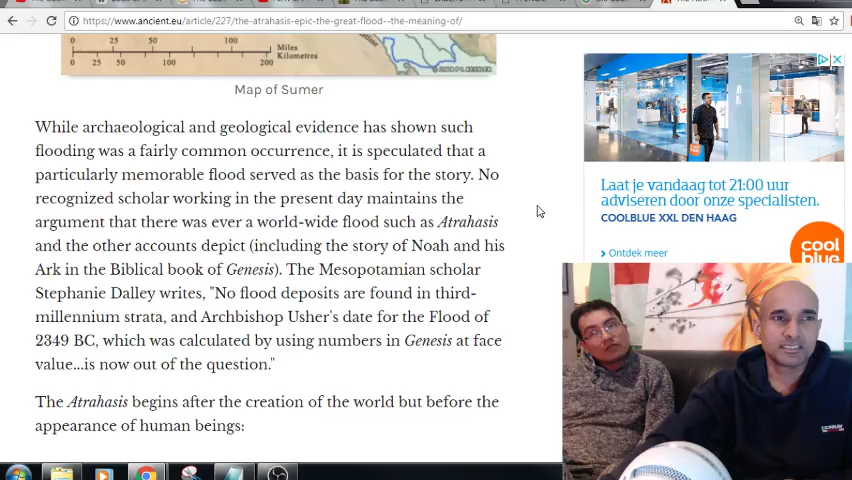 https://www.ancient.eu/article/227/the-atrahasis-epic-the-great-flood--the-meaning-of/
Miles
Kilometres
0 25 50 100 150 200
0 25 50 100
Map of Sumer
While archaeological and geological evidence has shown such
flooding was a fairly common occurrence, it is speculated that a
particularly memorable flood served as the basis for the story. No
recognized scholar working in the present day maintains the
argument that there was ever a world-wide flood such as Atrahasis
and the other accounts depict (including the story of Noah and his
Ark in the Biblical book of Genesis). The Mesopotamian scholar
Stephanie Dalley writes, "No flood deposits are found in third-
millennium strata, and Archbishop Usher's date for the Flood of
2349 BC, which was calculated by using numbers in Genesis at face
value...is now out of the question."
The Atrahasis begins after the creation of the world but before the
appearance of human beings:
Laat je vandaag tot 21:00 uur
adviseren door onze specialisten.
COOLBLUE XXL DEN HAAG
Ontdek meer
cool
blue